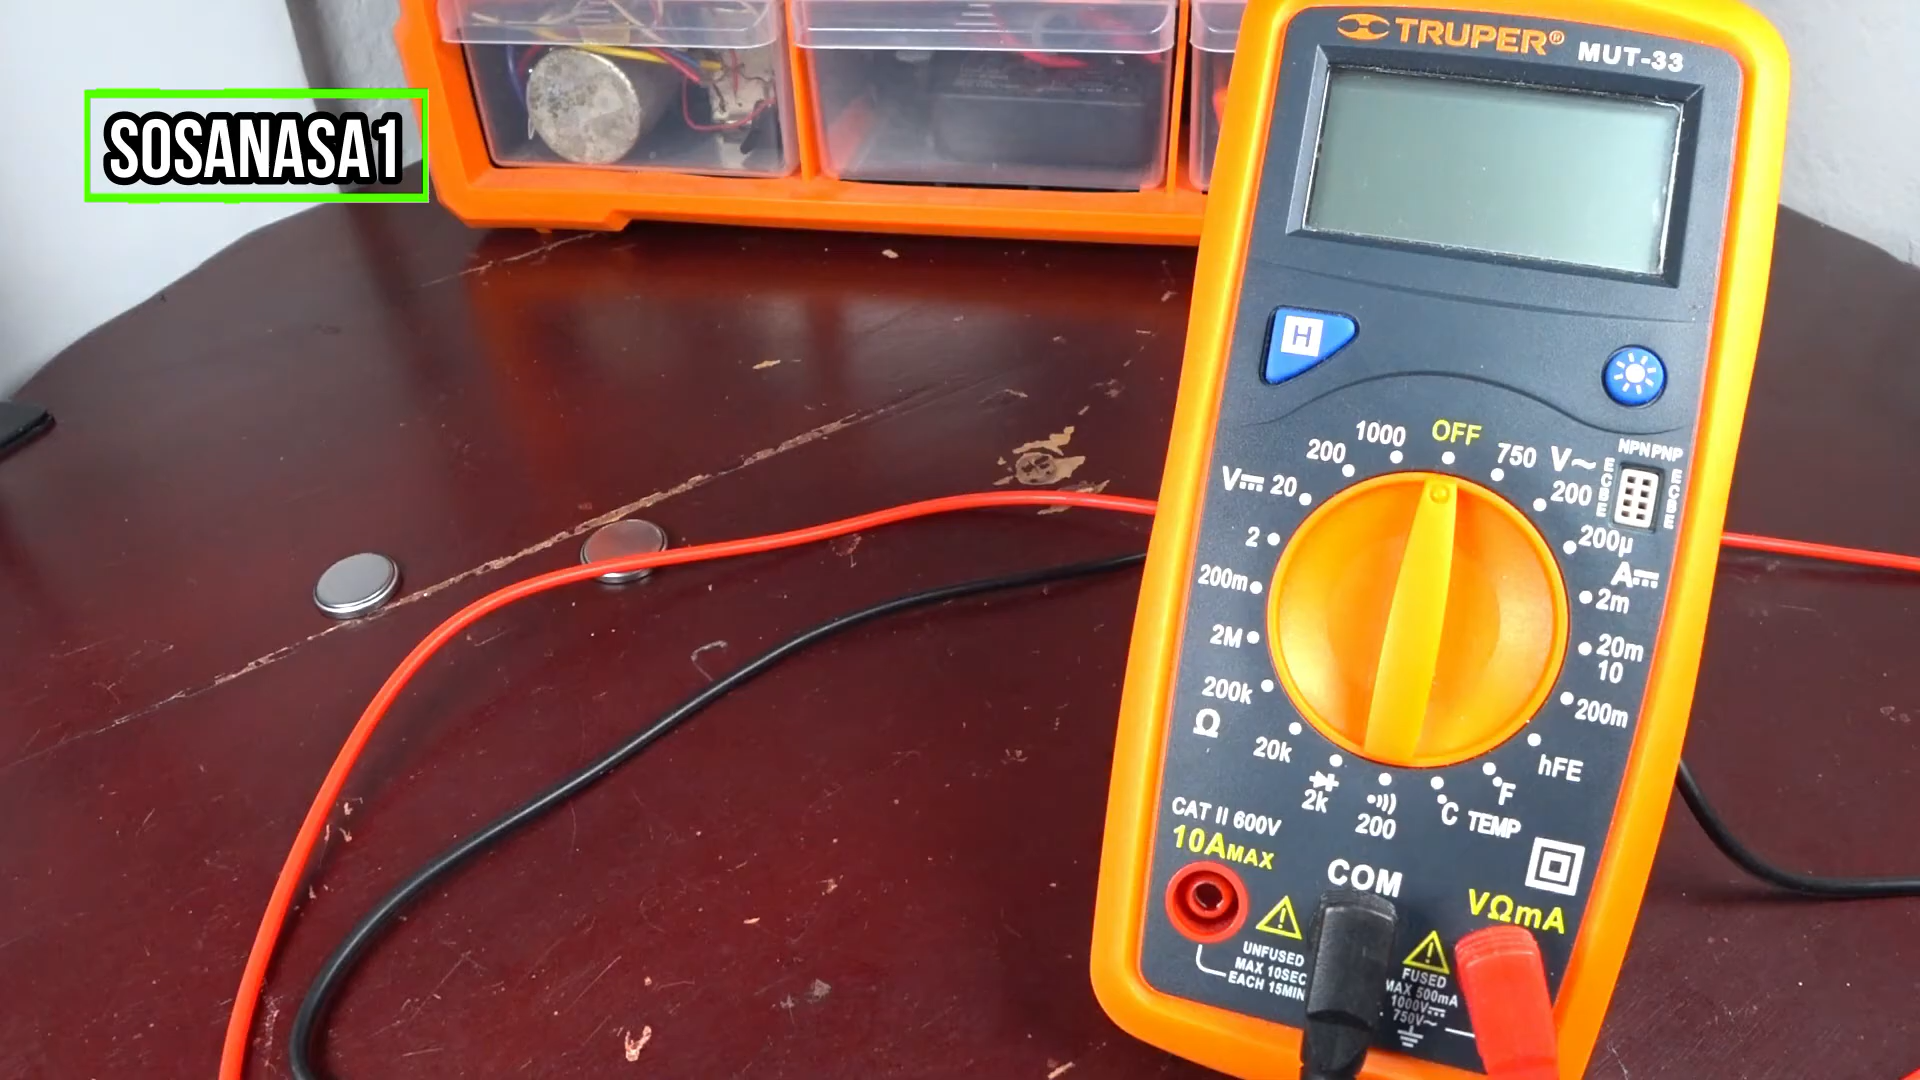 SOSANASA1
TRUPER® MUT-33
H
OFF
1000
750
V~
200
200
NPN PNP
V⎓ 20
E
C
B
E
E
C
B
E
2
200µ
A⎓
200m
2m
2M
20m
10
200k
200m
Ω
20k
hFE
2k
200
°C
°F
TEMP
CAT II 600V
10AMAX
COM
VΩmA
UNFUSED
MAX 10SEC
EACH 15MIN
FUSED
MAX 500mA
1000V⎓
750V~